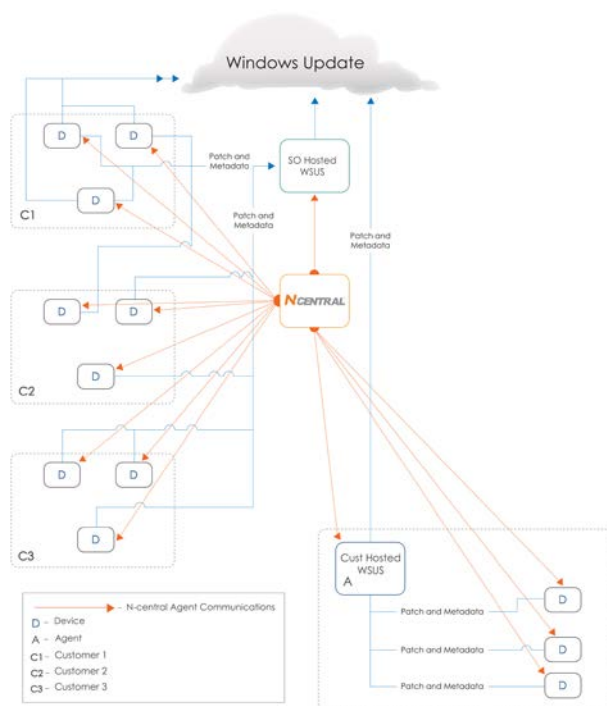 Windows Update
D
D
D
C1
Patch and
Metadata
SO Hosted
WSUS
Patch and
Metadata
Patch and
Metadata
NCENTRAL
D
D
D
C2
D
D
D
C3
Cust Hosted
WSUS
A
Patch and Metadata
D
Patch and Metadata
D
Patch and Metadata
D
- N-central Agent Communications
D - Device
A - Agent
C1 - Customer 1
C2 - Customer 2
C3 - Customer 3